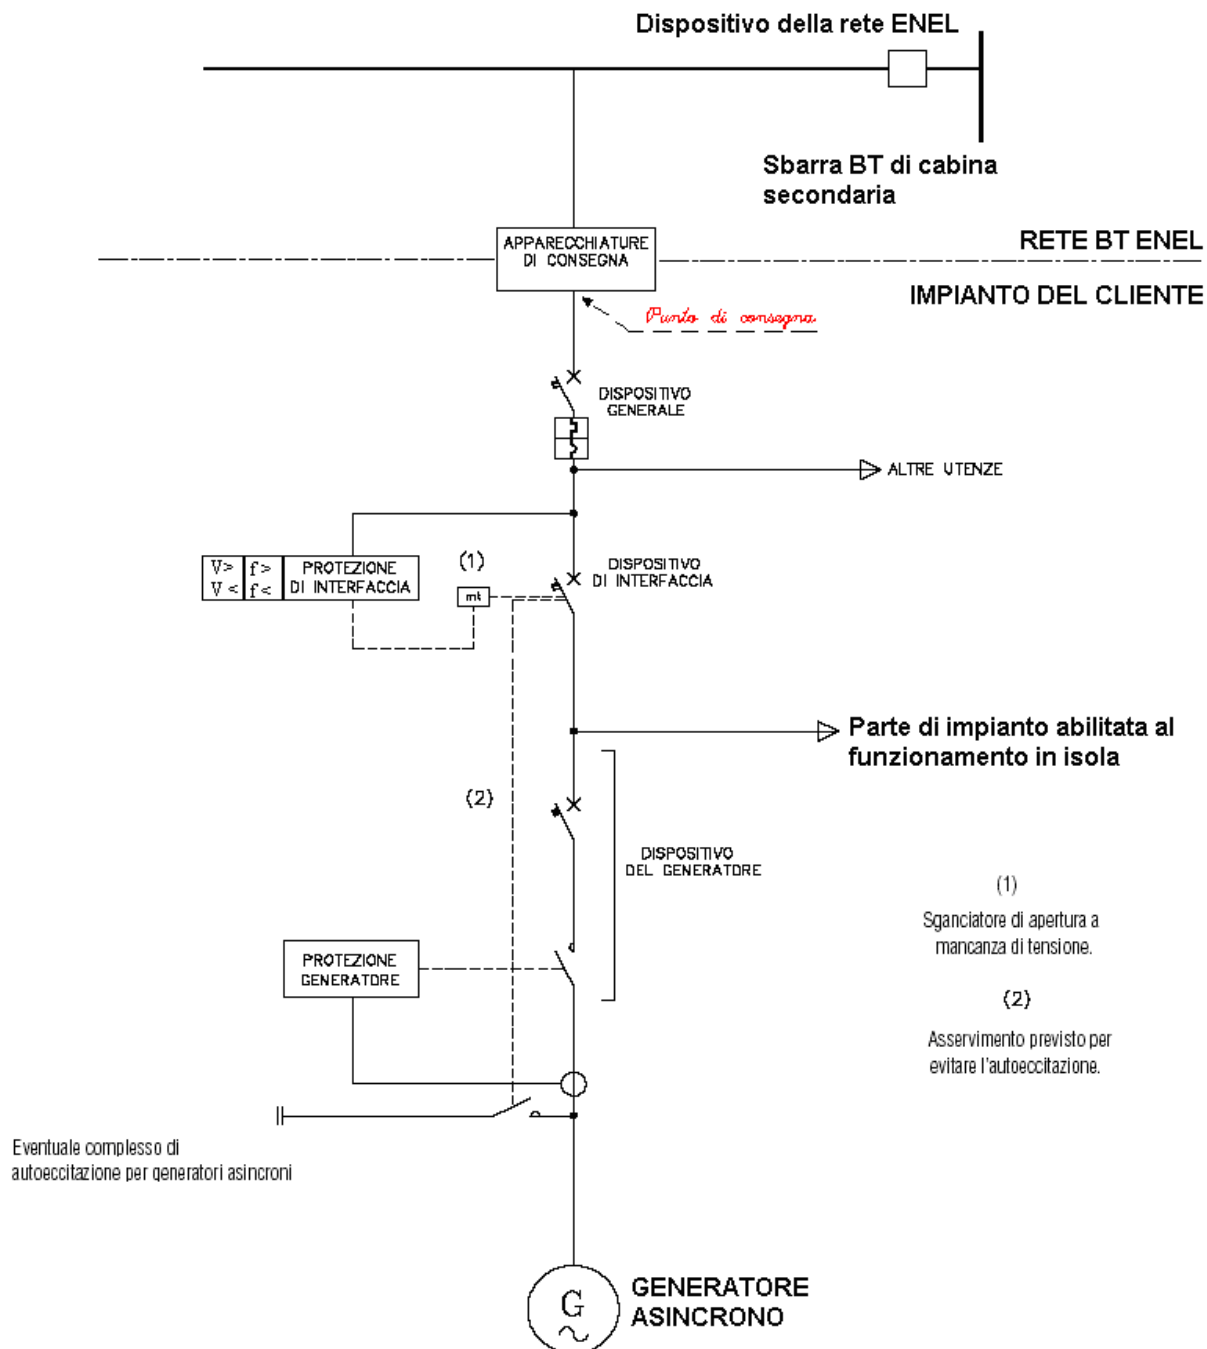 Dispositivo della rete ENEL
Sbarra BT di cabina
secondaria
APPARECCHIATURE
DI CONSEGNA
RETE BT ENEL
IMPIANTO DEL CLIENTE
Punto di consegna
DISPOSITIVO
GENERALE
ALTRE UTENZE
V> f> PROTEZIONE
V< f< DI INTERFACCIA
(1)
mt
DISPOSITIVO
DI INTERFACCIA
Parte di impianto abilitata al
funzionamento in isola
(2)
DISPOSITIVO
DEL GENERATORE
(1)
Sganciatore di apertura a
mancanza di tensione.
PROTEZIONE
GENERATORE
(2)
Asservimento previsto per
evitare l'autoeccitazione.
Eventuale complesso di
autoeccitazione per generatori asincroni
G
GENERATORE
ASINCRONO